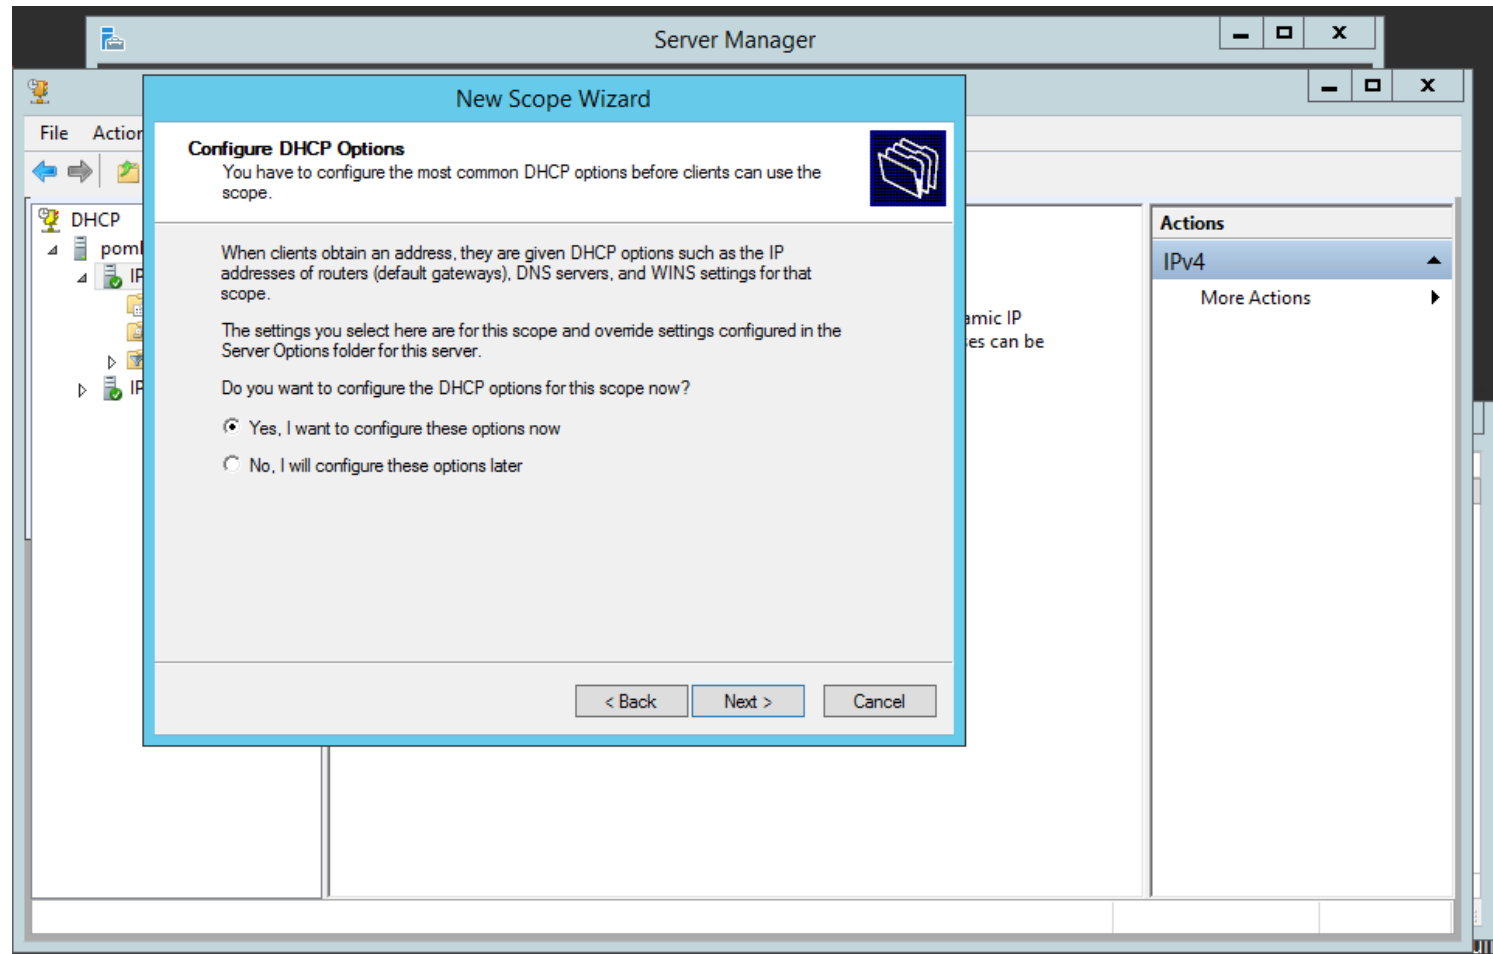 Server Manager
New Scope Wizard
File
Configure DHCP Options
You have to configure the most common DHCP options before clients can use the
scope.
DHCP
Actions
When clients obtain an address, they are given DHCP options such as the IP
addresses of routers (default gateways), DNS servers, and WINS settings for that
scope.
IPv4
More Actions
The settings you select here are for this scope and override settings configured in the
Server Options folder for this server.
amic IP
es can be
Do you want to configure the DHCP options for this scope now?
Yes, I want to configure these options now
No, I will configure these options later
< Back
Next >
Cancel